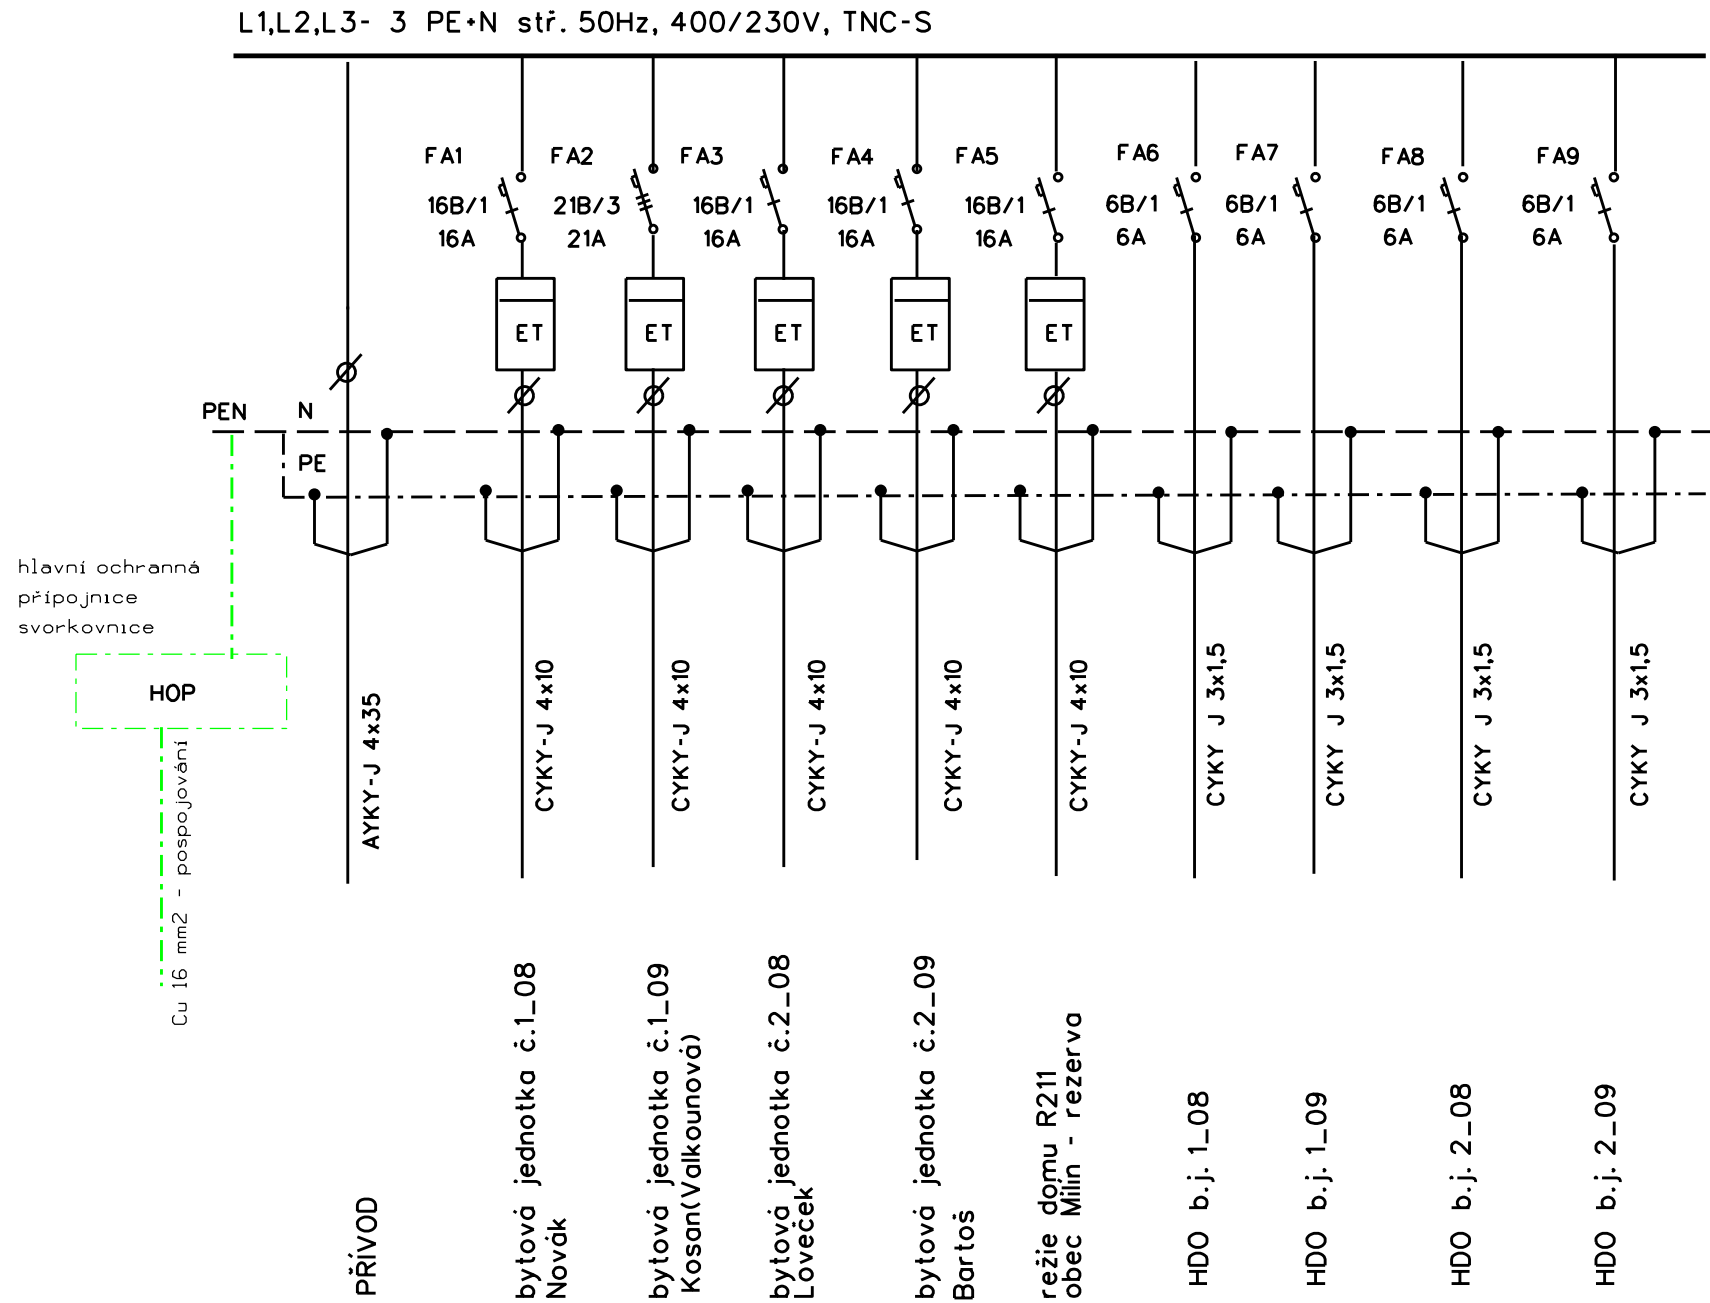 L1,L2,L3- 3 PE+N stř. 50Hz, 400/230V, TNC-S
FA1
16B/1
16A
FA2
21B/3
21A
FA3
16B/1
16A
FA4
16B/1
16A
FA5
16B/1
16A
FA6
6B/1
6A
FA7
6B/1
6A
FA8
6B/1
6A
FA9
6B/1
6A
ET
ET
ET
ET
ET
PEN
N
PE
hlavní ochranná
přípojnice
svorkovnice
HOP
Cu 16 mm2 - pospojování
AYKY-J 4x35
CYKY-J 4x10
CYKY-J 4x10
CYKY-J 4x10
CYKY-J 4x10
CYKY-J 4x10
CYKY J 3x1,5
CYKY J 3x1,5
CYKY J 3x1,5
CYKY J 3x1,5
PŘÍVOD
bytová jednotka č.1_08
Novák
bytová jednotka č.1_09
Kosan(Valkounová)
bytová jednotka č.2_08
Loveček
bytová jednotka č.2_09
Bartoš
režie domu R211
obec Milín - rezerva
HDO b.j. 1_08
HDO b.j. 1_09
HDO b.j. 2_08
HDO b.j. 2_09